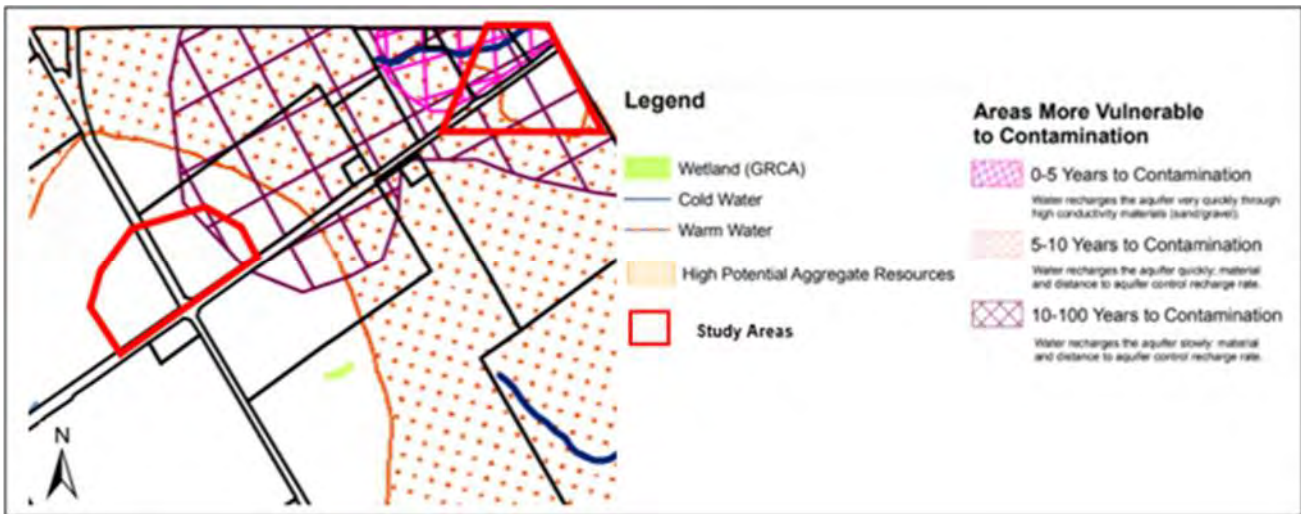 Legend
Wetland (GRCA)
Cold Water
Warm Water
High Potential Aggregate Resources
Study Areas
Areas More Vulnerable
to Contamination
0-5 Years to Contamination
Water recharges the aquifer very quickly through
high conductivity materials (sand/gravel).
5-10 Years to Contamination
Water recharges the aquifer quickly: material
and distance to aquifer control recharge rate.
10-100 Years to Contamination
Water recharges the aquifer slowly: material
and distance to aquifer control recharge rate.
N